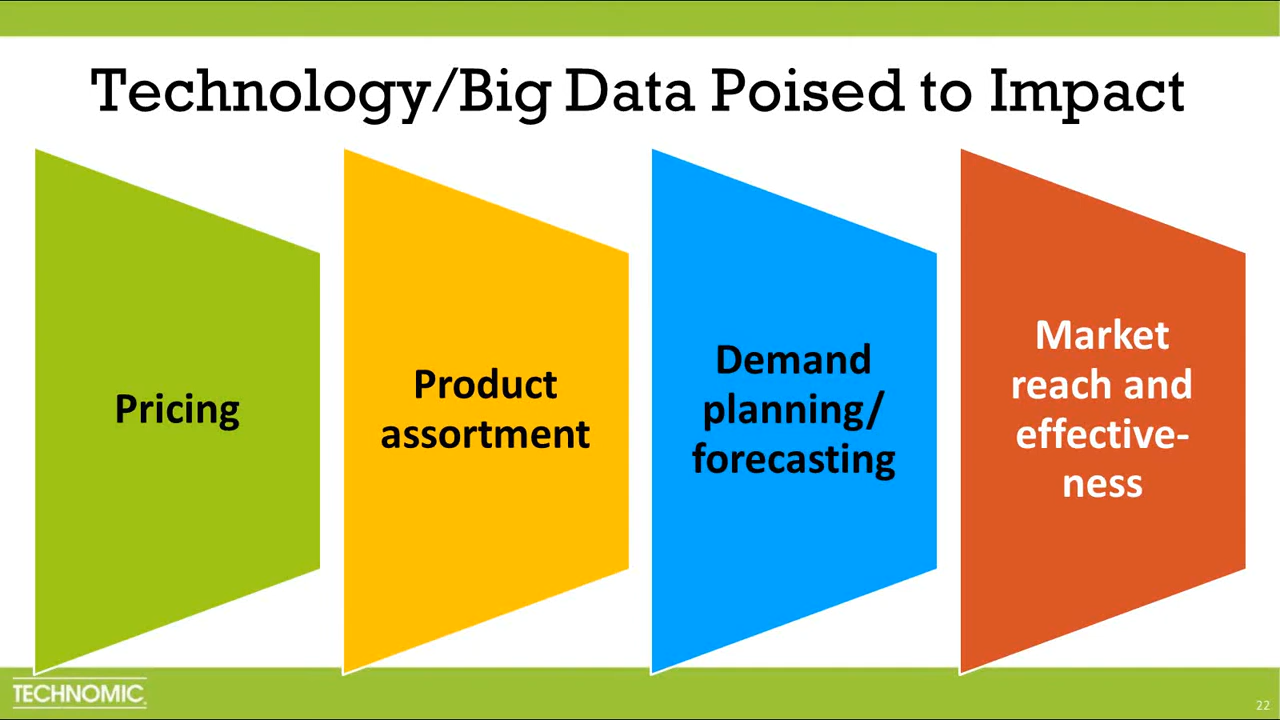 Technology/Big Data Poised to Impact
Pricing
Product
assortment
Demand
planning/
forecasting
Market
reach and
effective-
ness
TECHNOMIC
22